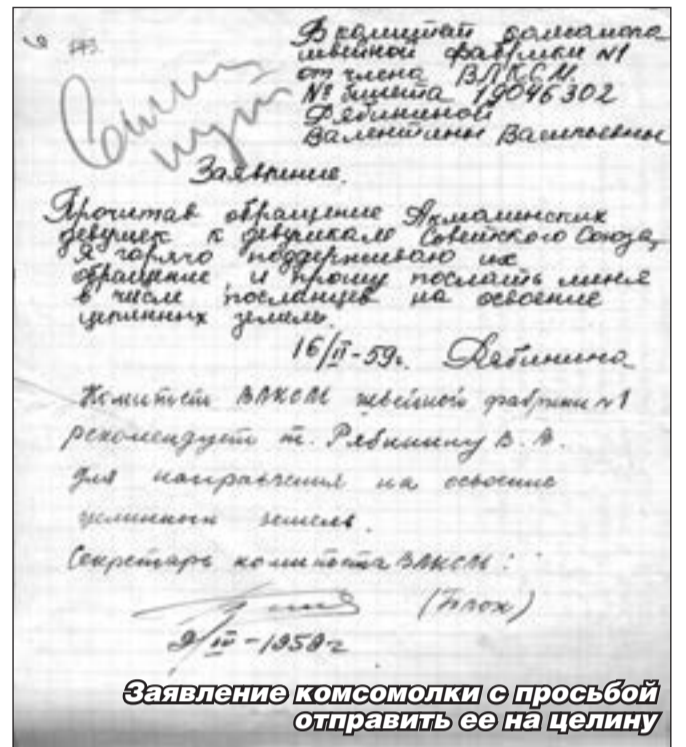 В комитет комсомола
швейной фабрики №1
от члена ВЛКСМ
№ билета 19046302
Рябининой
Валентины Васильевны
Заявление.
Прочитав обращение Акмолинских
девушек к девушкам Советского Союза,
Я горячо поддерживаю их
обращение и прошу послать меня
в числе посланцев на освоение
целинных земель.
16/II-59г. Рябинина
Комитет ВЛКСМ швейной фабрики №1
рекомендует т. Рябинину В. В.
для направления на освоение
целинных земель.
Секретарь комитета ВЛКСМ:
(Блох)
-1959г
Заявление комсомолки с просьбой
отправить ее на целину